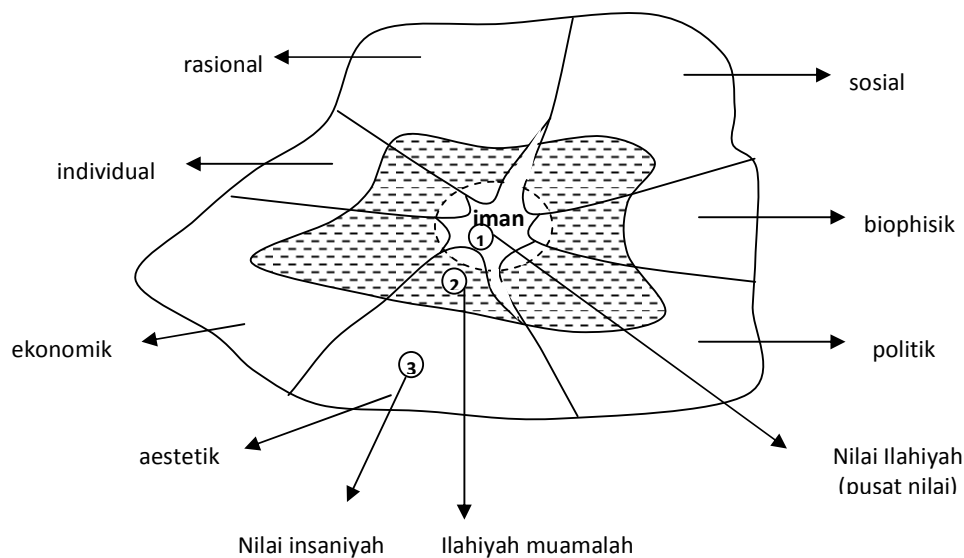 rasional
sosial
individual
iman
biophisik
1
2
ekonomik
politik
3
aestetik
Nilai Ilahiyah
(pusat nilai)
Nilai insaniyah
Ilahiyah muamalah